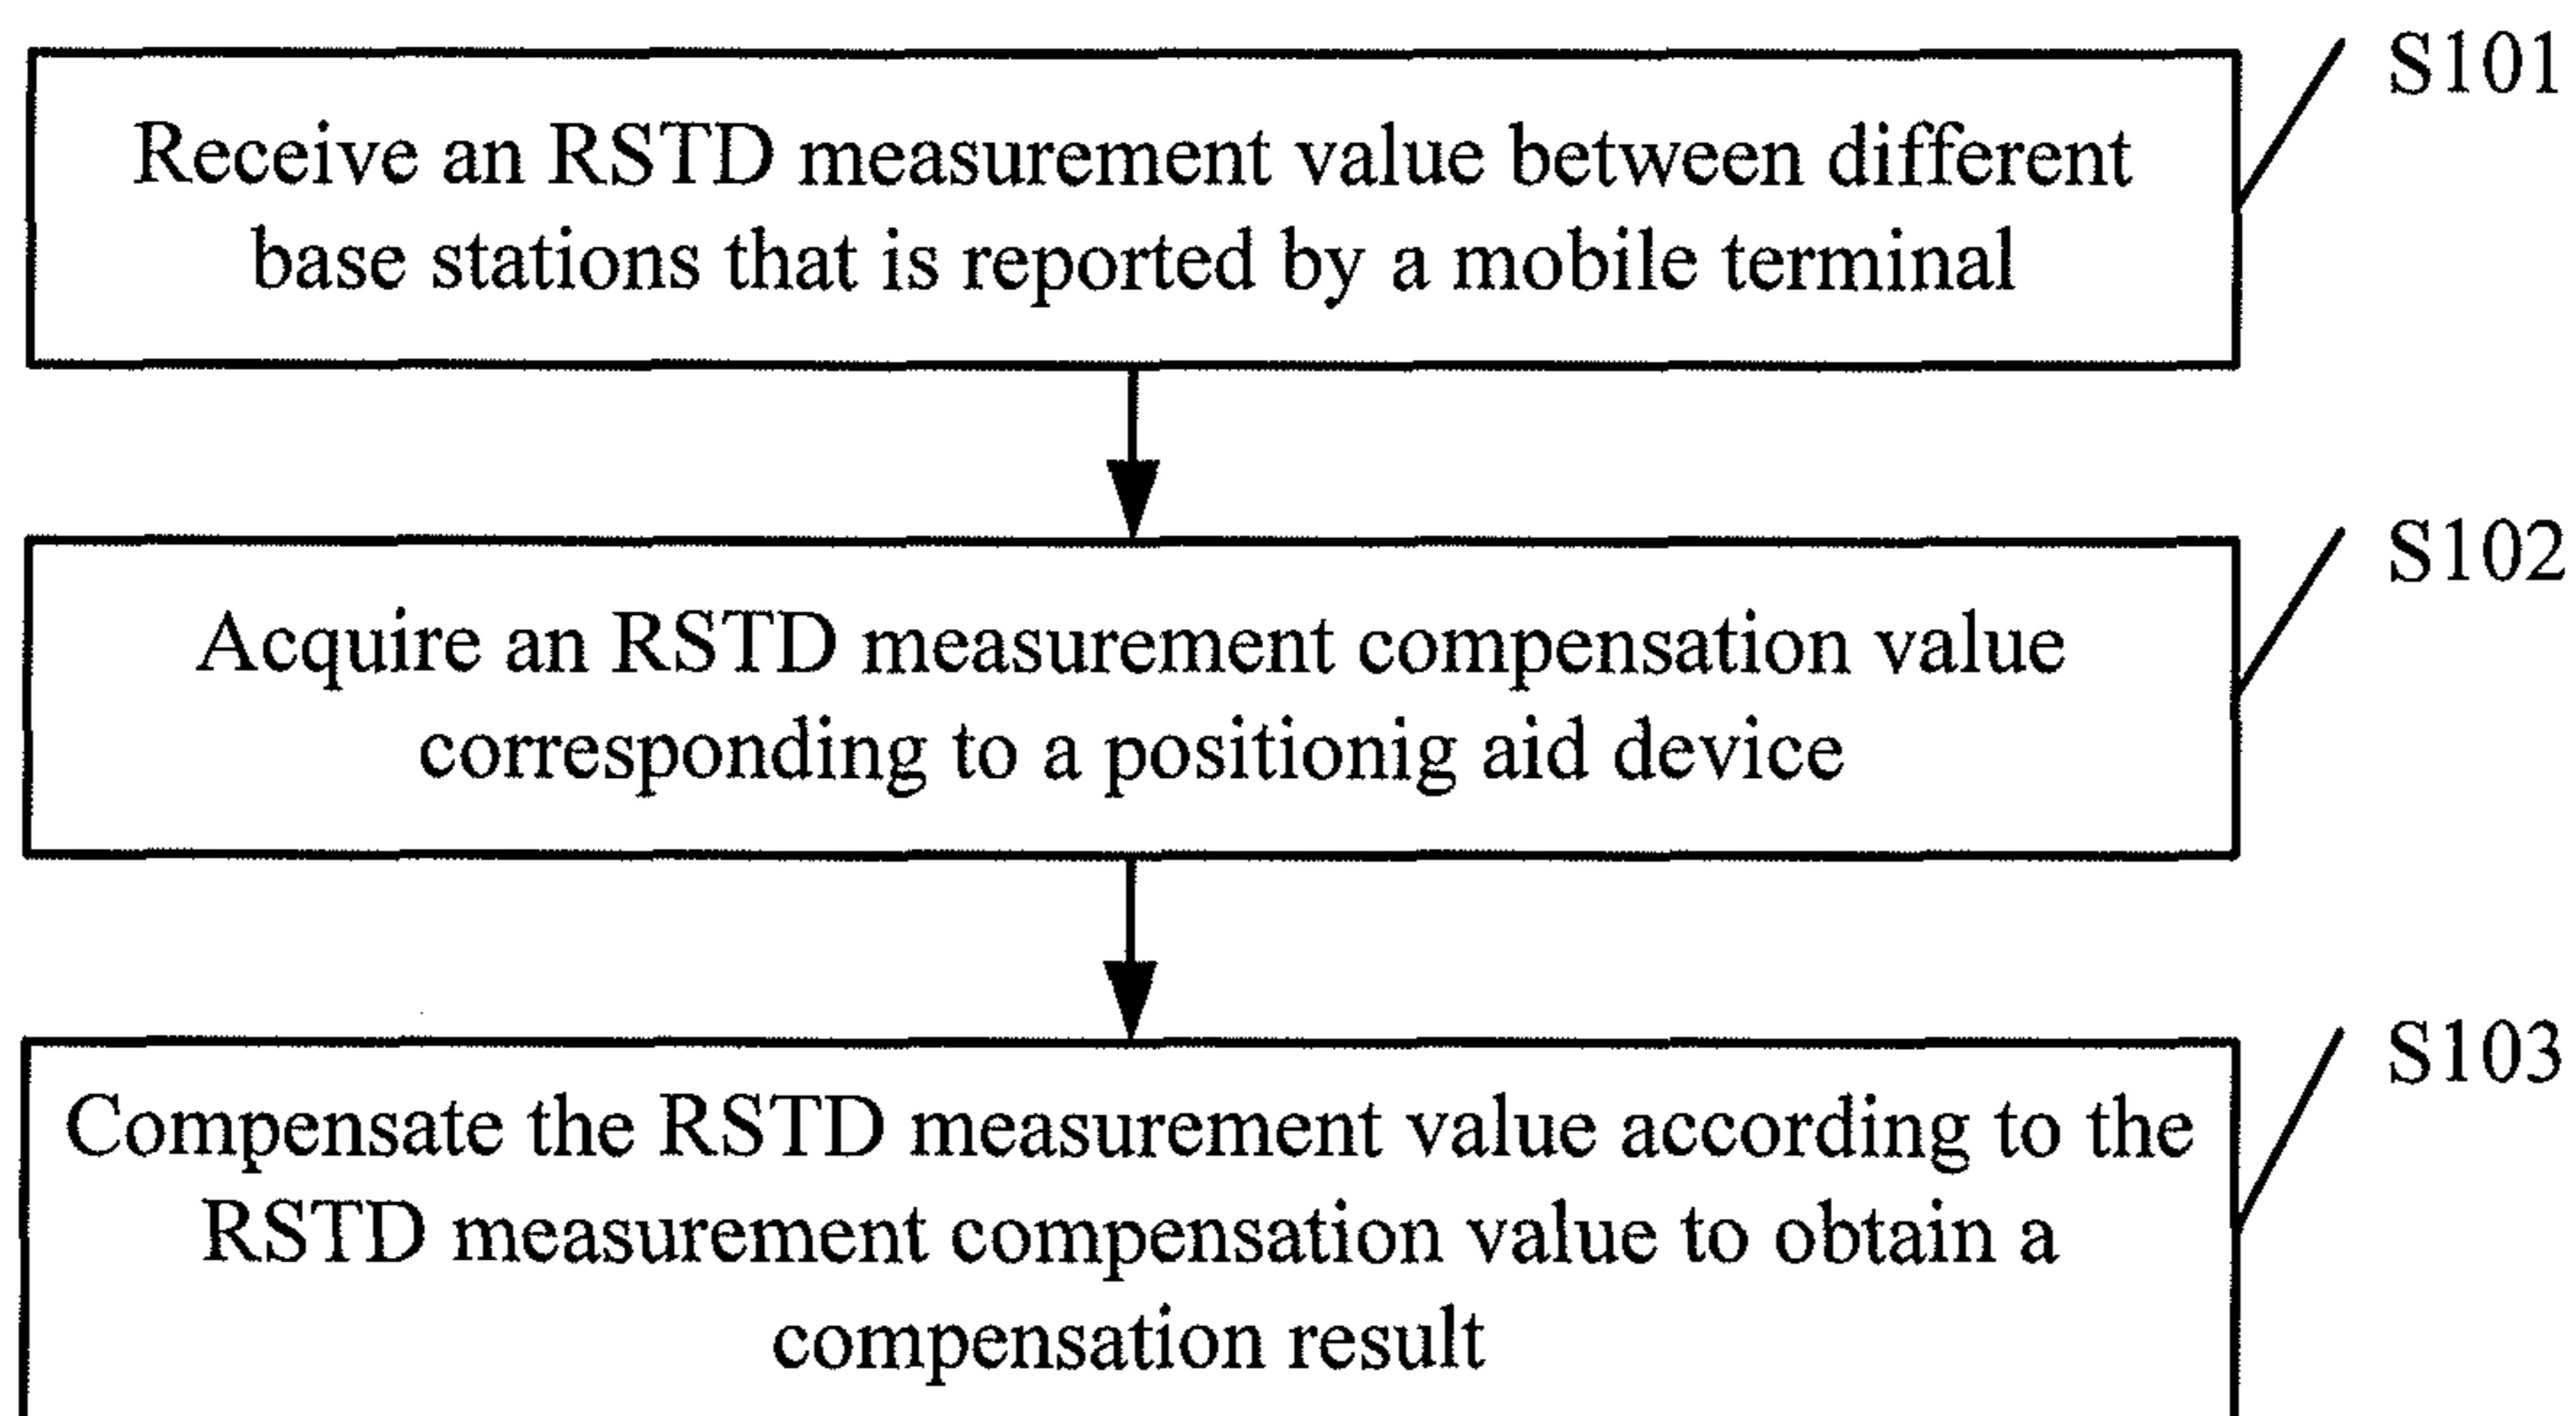 S101
Receive an RSTD measurement value between different
base stations that is reported by a mobile terminal
S102
Acquire an RSTD measurement compensation value
corresponding to a positionig aid device
S103
Compensate the RSTD measurement value according to the
RSTD measurement compensation value to obtain a
compensation result